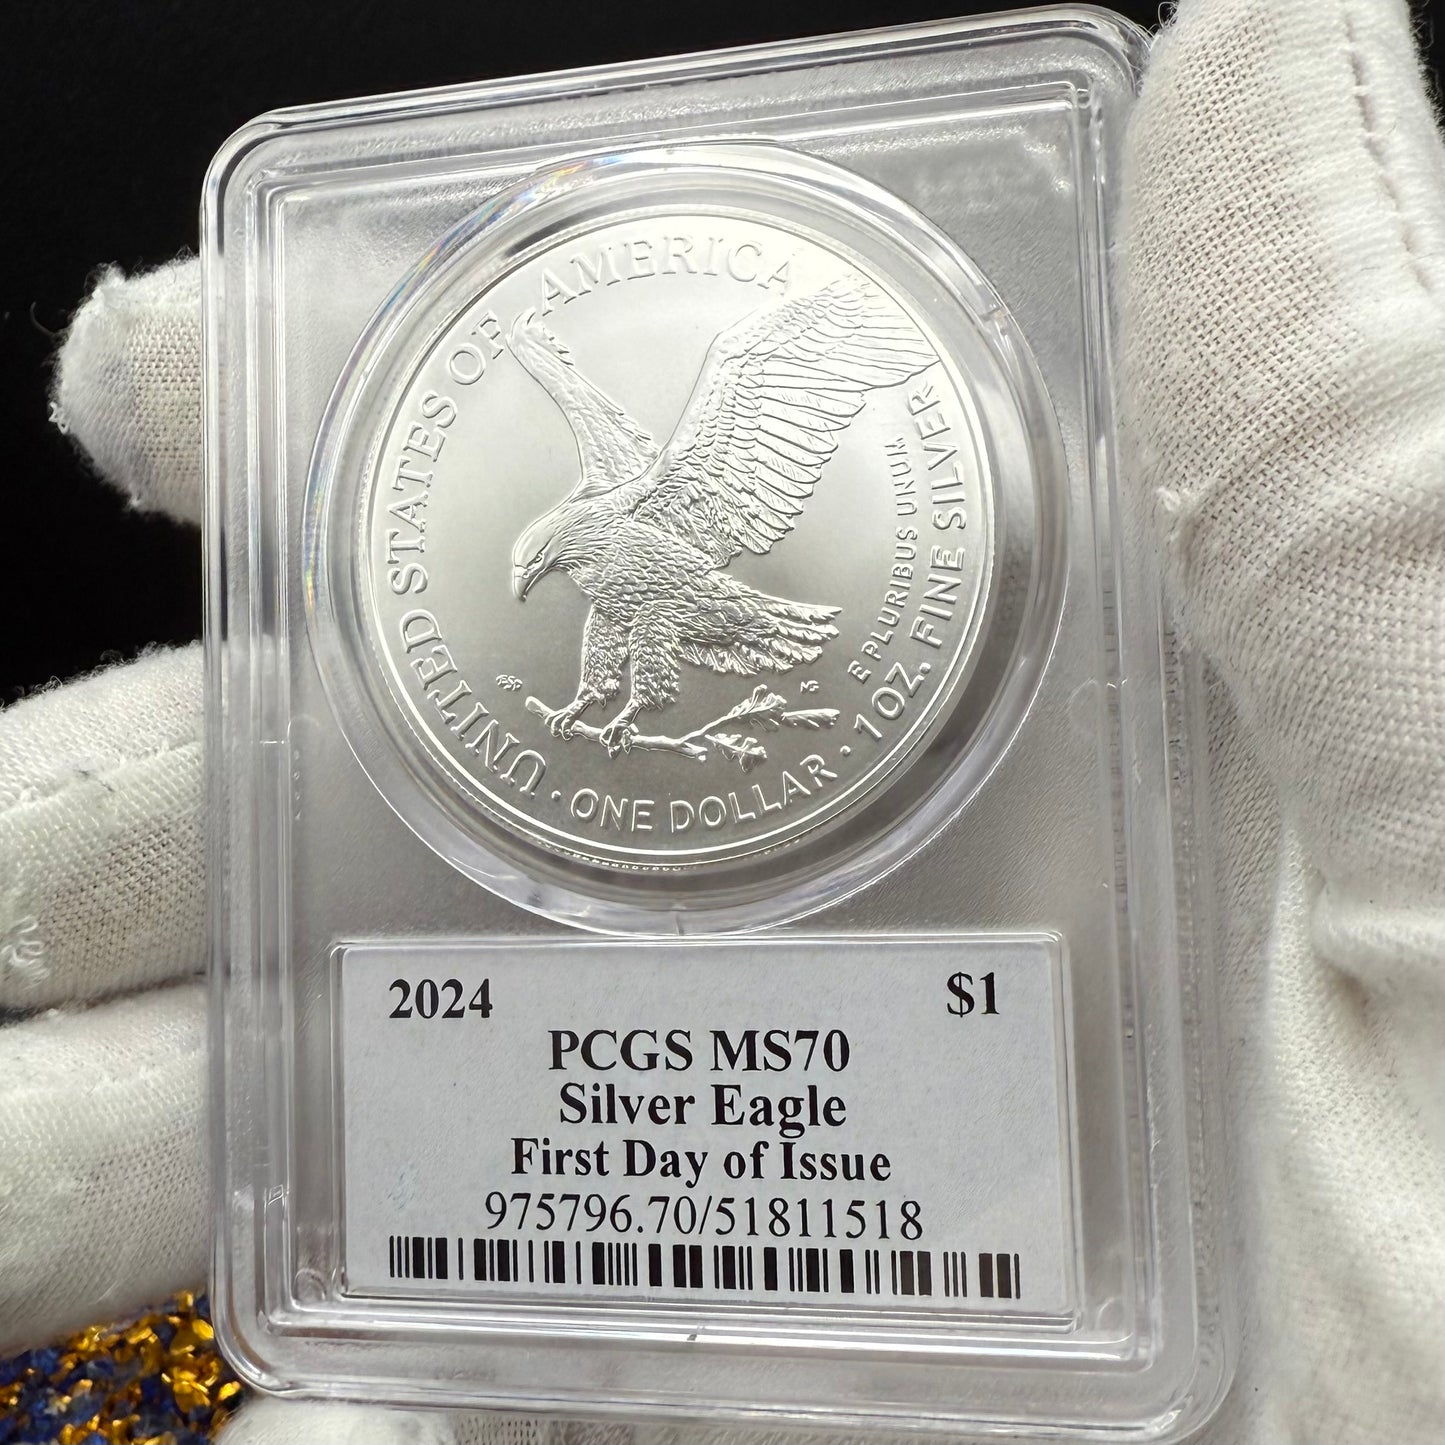 UNITED STATES OF AMERICA
E PLURIBUS UNUM
1 OZ. FINE SILVER
· ONE DOLLAR ·
MG
2024 $1
PCGS MS70
Silver Eagle
First Day of Issue
975796.70/51811518